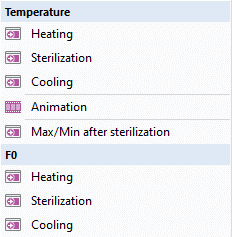 Temperature
Heating
Sterilization
Cooling
Animation
Max/Min after sterilization
F0
Heating
Sterilization
Cooling